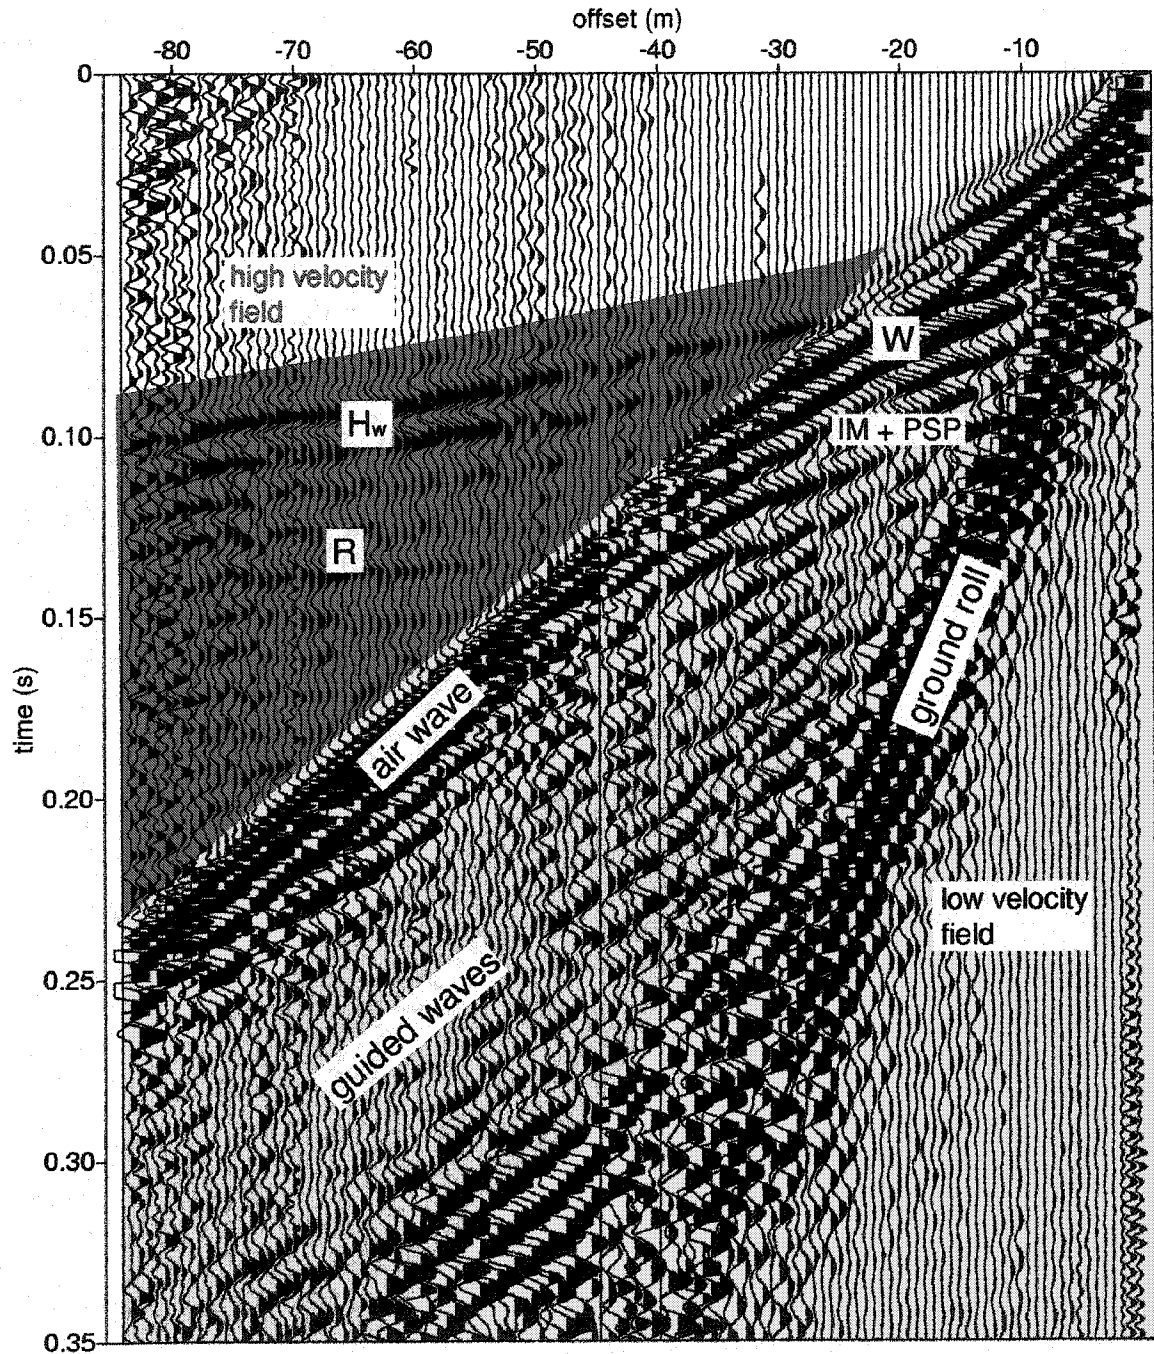 offset (m)
-80 -70 -60 -50 -40 -30 -20 -10
0
0.05
high velocity
field
W
Hw
0.10
IM + PSP
R
0.15
ground roll
time (s)
air wave
0.20
low velocity
field
0.25
guided waves
0.30
0.35